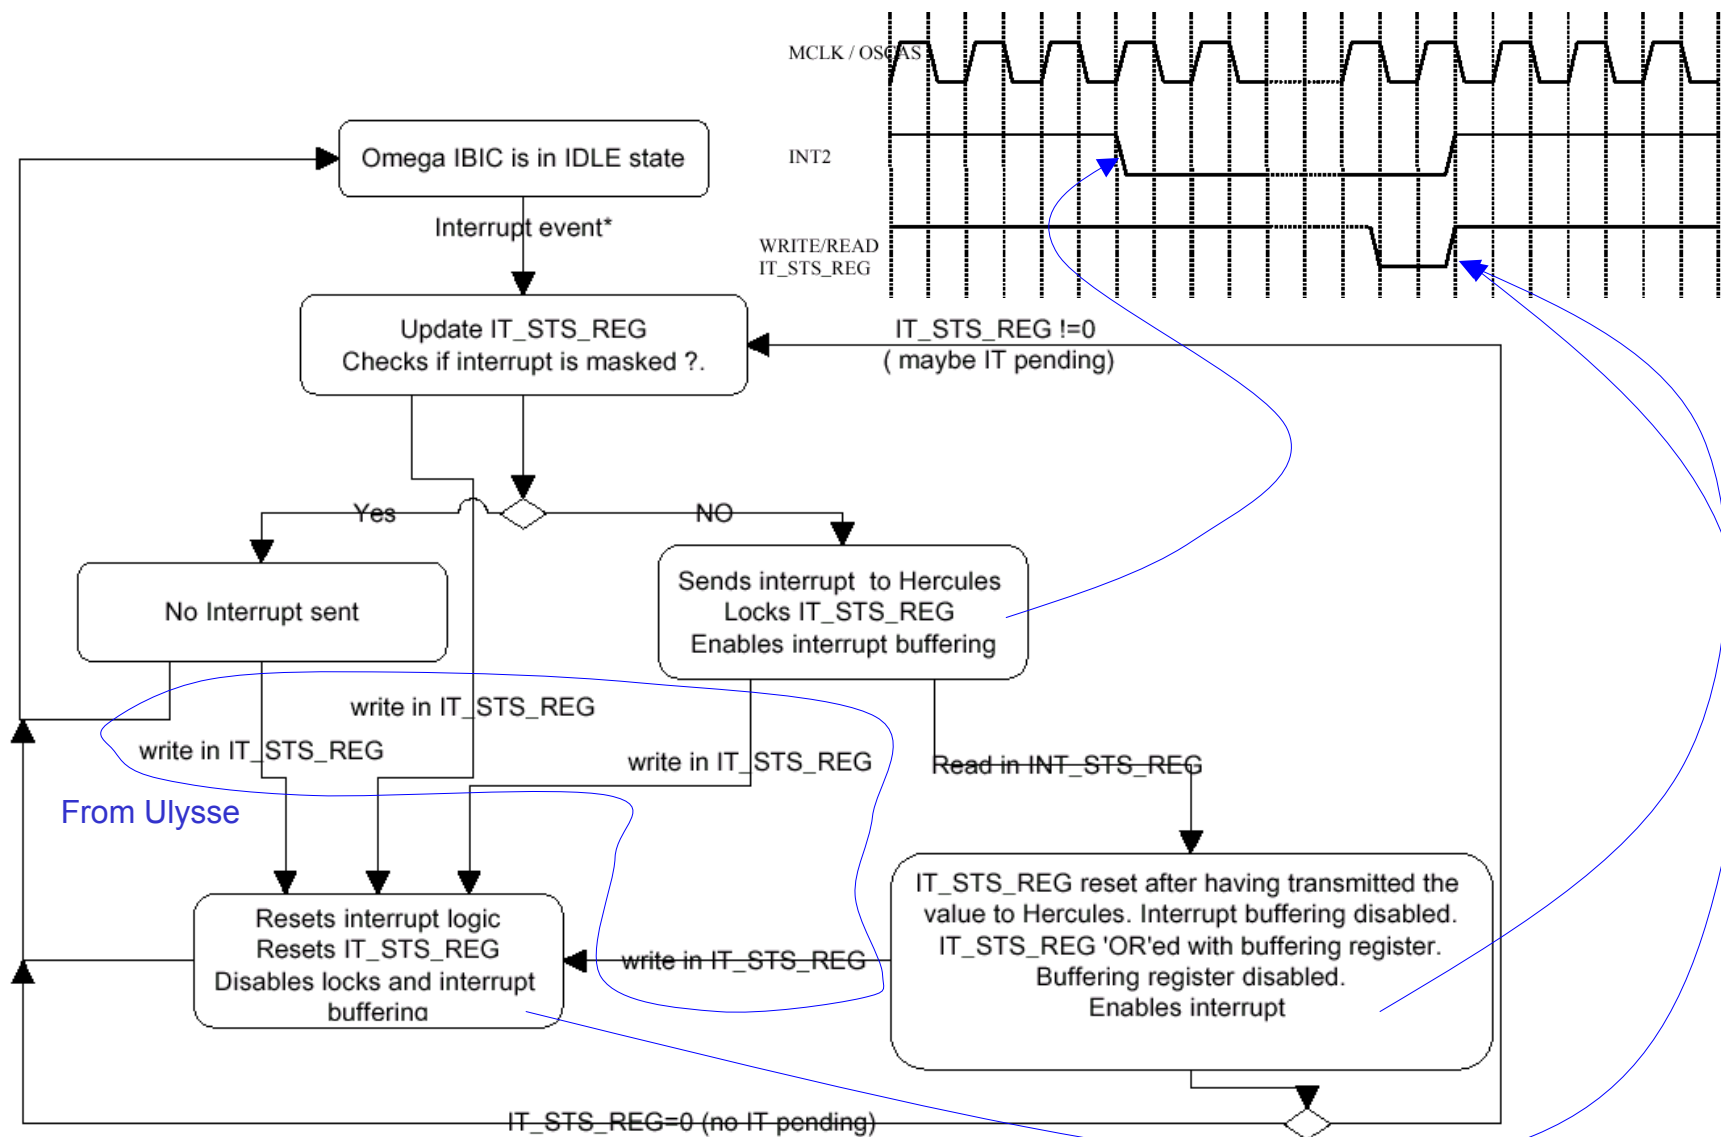 MCLK / OSCAS
INT2
WRITE/READ
IT_STS_REG
Omega IBIC is in IDLE state
Interrupt event*
Update IT_STS_REG
Checks if interrupt is masked ?.
IT_STS_REG !=0
( maybe IT pending)
Yes
NO
No Interrupt sent
Sends interrupt to Hercules
Locks IT_STS_REG
Enables interrupt buffering
write in IT_STS_REG
write in IT_STS_REG
write in IT_STS_REG
Read in INT_STS_REG
From Ulysse
Resets interrupt logic
Resets IT_STS_REG
Disables locks and interrupt
buffering
write in IT_STS_REG
IT_STS_REG reset after having transmitted the
value to Hercules. Interrupt buffering disabled.
IT_STS_REG 'OR'ed with buffering register.
Buffering register disabled.
Enables interrupt
IT_STS_REG=0 (no IT pending)